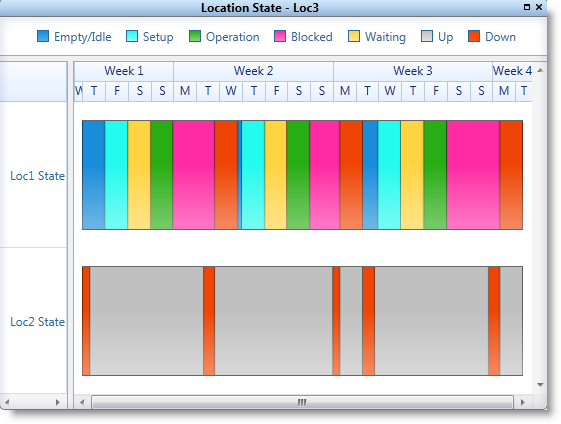 Location State - Loc3
Empty/Idle Setup Operation Blocked Waiting Up Down
Week 1 Week 2 Week 3 Week 4
W T F S S M T W T F S S M T W T F S S M T
Loc1 State
Loc2 State